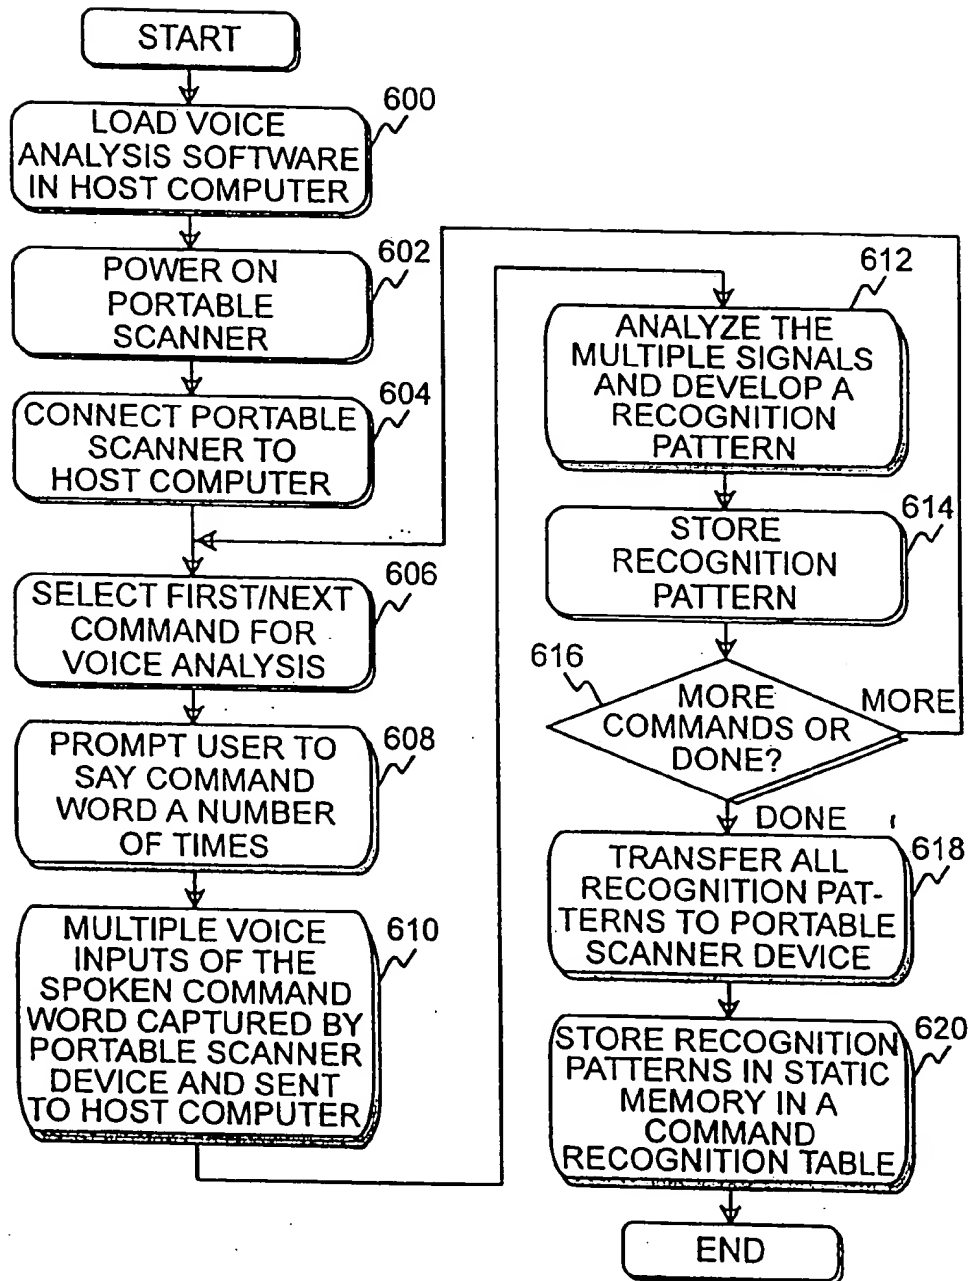 START
600
LOAD VOICE
ANALYSIS SOFTWARE
IN HOST COMPUTER
602
POWER ON
PORTABLE
SCANNER
604
CONNECT PORTABLE
SCANNER TO
HOST COMPUTER
606
SELECT FIRST/NEXT
COMMAND FOR
VOICE ANALYSIS
608
PROMPT USER TO
SAY COMMAND
WORD A NUMBER
OF TIMES
610
MULTIPLE VOICE
INPUTS OF THE
SPOKEN COMMAND
WORD CAPTURED BY
PORTABLE SCANNER
DEVICE AND SENT
TO HOST COMPUTER
612
ANALYZE THE
MULTIPLE SIGNALS
AND DEVELOP A
RECOGNITION
PATTERN
614
STORE
RECOGNITION
PATTERN
616
MORE
COMMANDS OR
DONE?
MORE
DONE
618
TRANSFER ALL
RECOGNITION PAT-
TERNS TO PORTABLE
SCANNER DEVICE
620
STORE RECOGNITION
PATTERNS IN STATIC
MEMORY IN A
COMMAND
RECOGNITION TABLE
END